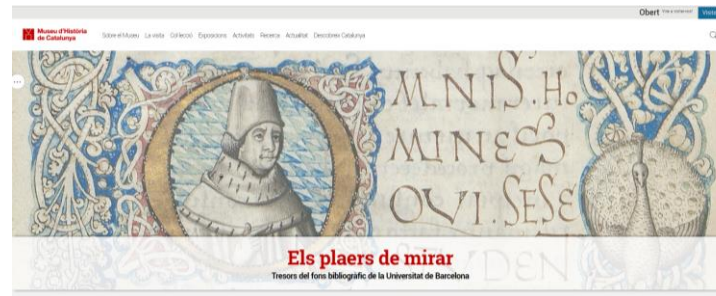 Obert
Museu d'Història
de Catalunya
Sobre el Museu La visita Col·lecció Exposicions Activitats Recerca Actualitat Descobreix Catalunya
MNIS. Ho
MINES
QVI. SESE
STVDEN
Els plaers de mirar
Tresors del fons bibliogràfic de la Universitat de Barcelona